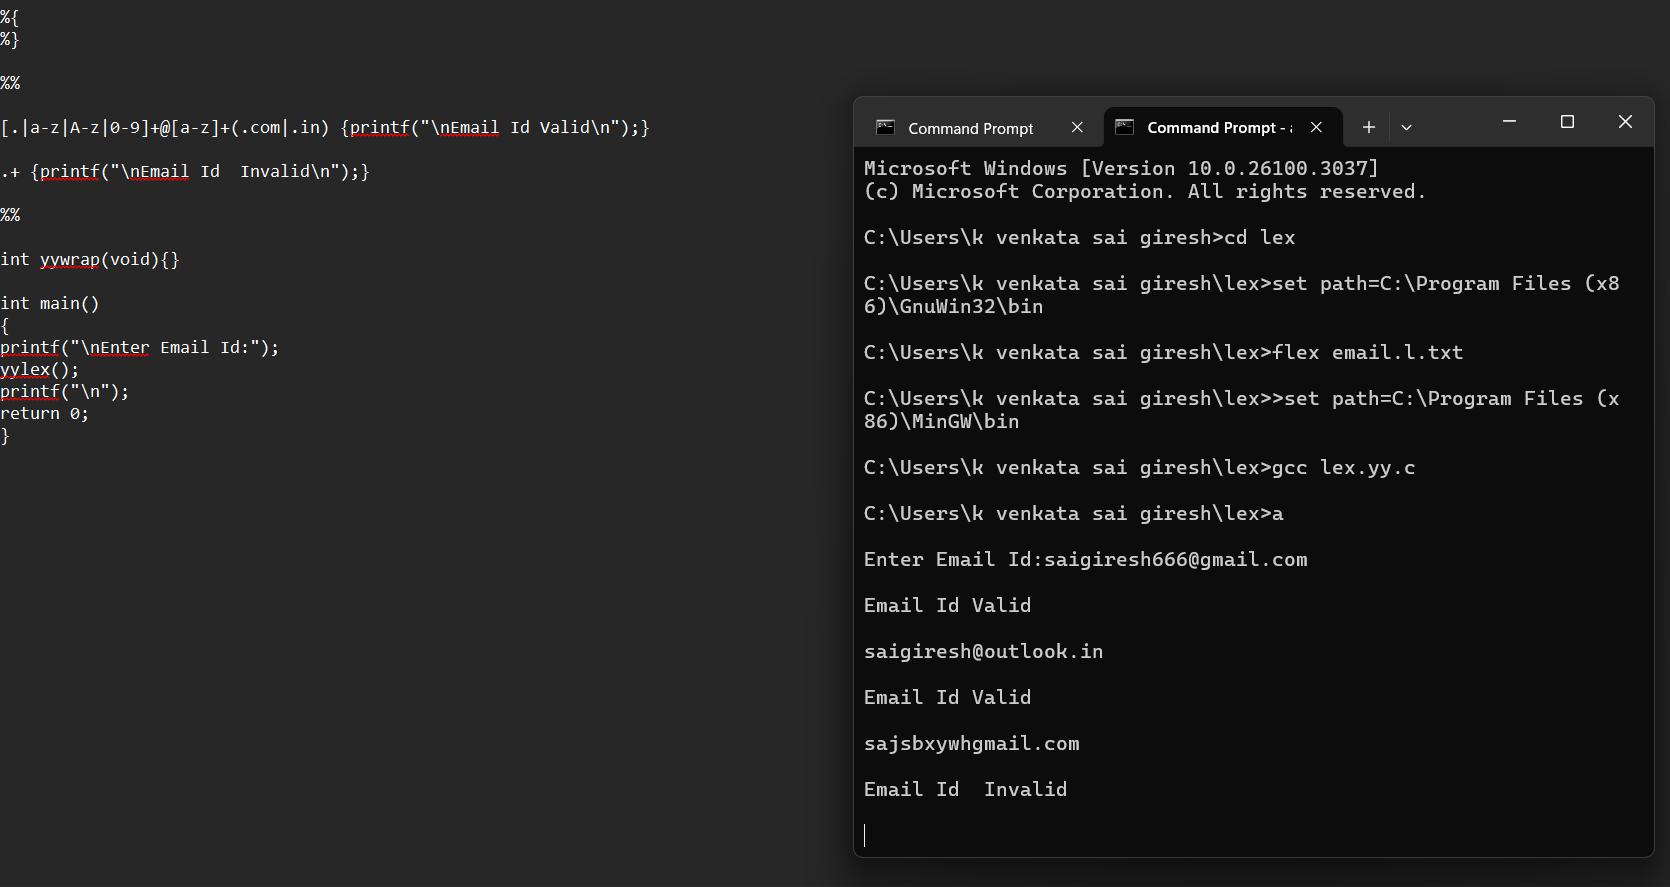 %{
%}
%%
[.|a-z|A-z|0-9]+@[a-z]+(.com|.in) {printf("\nEmail Id Valid\n");}
.+ {printf("\nEmail Id  Invalid\n");}
%%
int yywrap(void){}
int main()
{
printf("\nEnter Email Id:");
yylex();
printf("\n");
return 0;
}
Command Prompt
Command Prompt - a
Microsoft Windows [Version 10.0.26100.3037]
(c) Microsoft Corporation. All rights reserved.
C:\Users\k venkata sai giresh>cd lex
C:\Users\k venkata sai giresh\lex>set path=C:\Program Files (x8
6)\GnuWin32\bin
C:\Users\k venkata sai giresh\lex>flex email.l.txt
C:\Users\k venkata sai giresh\lex>>set path=C:\Program Files (x
86)\MinGW\bin
C:\Users\k venkata sai giresh\lex>gcc lex.yy.c
C:\Users\k venkata sai giresh\lex>a
Enter Email Id:saigiresh666@gmail.com
Email Id Valid
saigiresh@outlook.in
Email Id Valid
sajsbxywhgmail.com
Email Id  Invalid